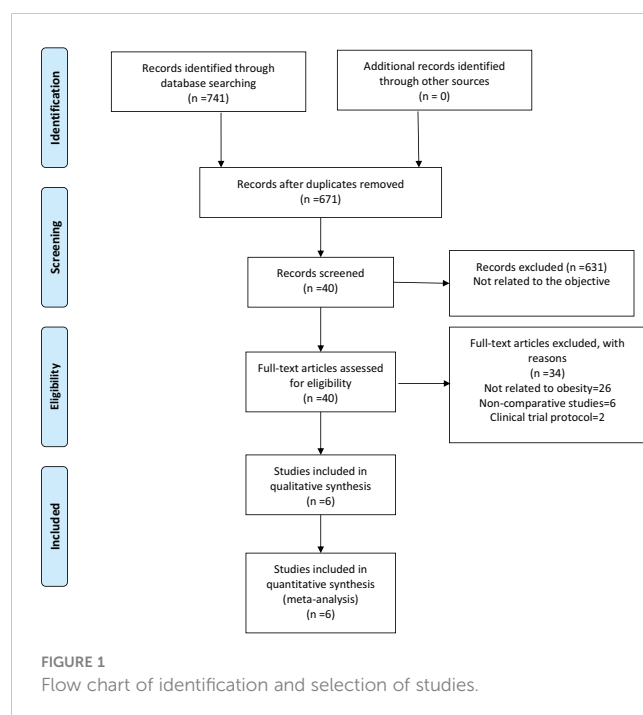 Identification
Records identified through
database searching
(n =741)
Additional records identified
through other sources
(n = 0)
Records after duplicates removed
(n =671)
Screening
Records screened
(n =40)
Records excluded (n =631)
Not related to the objective
Eligibility
Full-text articles assessed
for eligibility
(n =40)
Full-text articles excluded, with
reasons
(n =34)
Not related to obesity=26
Non-comparative studies=6
Clinical trial protocol=2
Included
Studies included in
qualitative synthesis
(n =6)
Studies included in
quantitative synthesis
(meta-analysis)
(n =6)
FIGURE 1
Flow chart of identification and selection of studies.